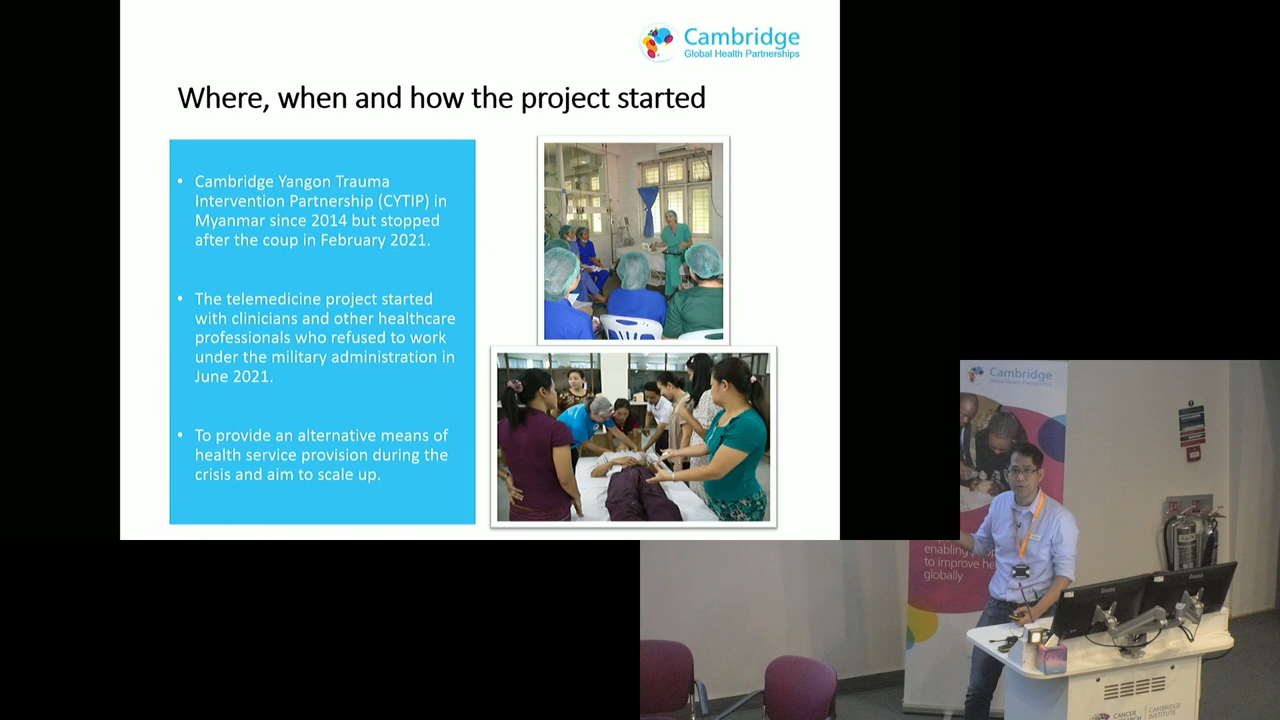 Cambridge
Global Health Partnerships
Where, when and how the project started
• Cambridge Yangon Trauma
Intervention Partnership (CYTIP) in
Myanmar since 2014 but stopped
after the coup in February 2021.
• The telemedicine project started
with clinicians and other healthcare
professionals who refused to work
under the military administration in
June 2021.
• To provide an alternative means of
health service provision during the
crisis and aim to scale up.
Cambridge
Global Health Partnerships
enabling
to improve
globally
CANCER
CAMBRIDGE
INSTITUTE